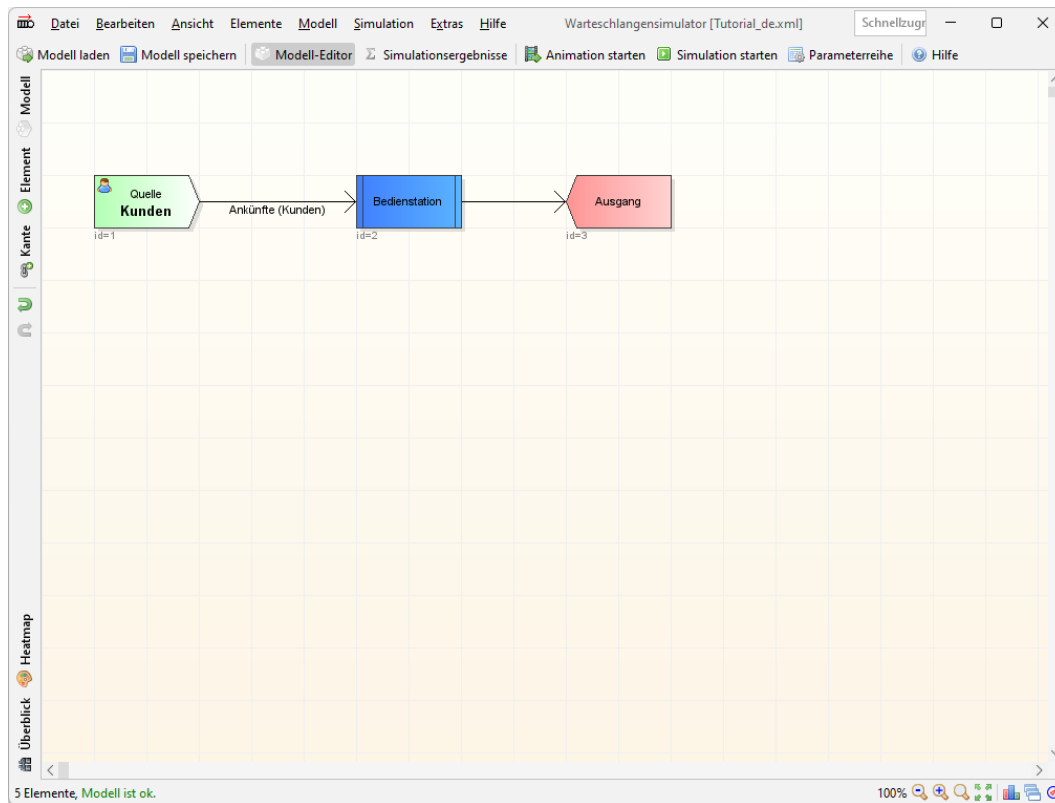 Datei Bearbeiten Ansicht Elemente Modell Simulation Extras Hilfe Warteschlangensimulator [Tutorial_de.xml] Schnellzugr
Modell laden Modell speichern Modell-Editor Simulationsergebnisse Animation starten Simulation starten Parameterreihe Hilfe
Modell
Element
Kante
Quelle
Kunden
id=1
Ankünfte (Kunden)
Bedienstation
id=2
Ausgang
id=3
Heatmap
Überblick
5 Elemente, Modell ist ok. 100%